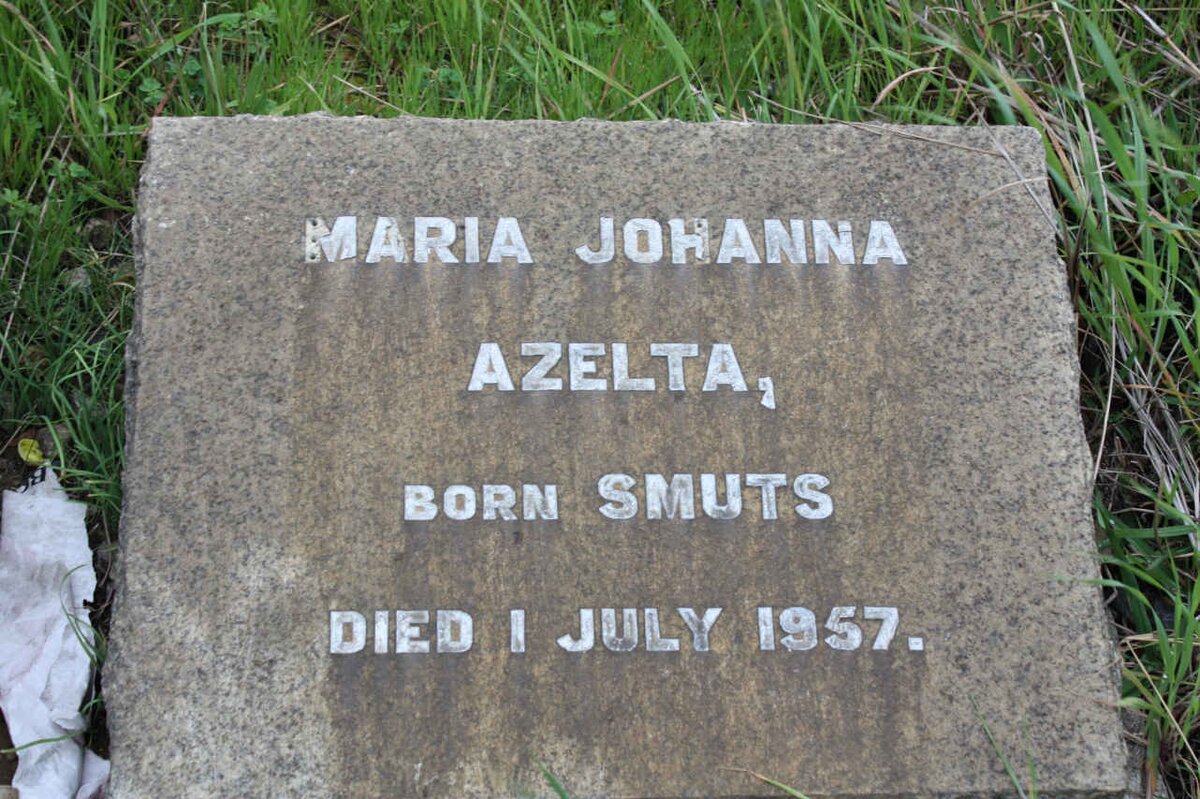 MARIA JOHANNA
AZELTA,
BORN SMUTS
DIED 1 JULY 1957.